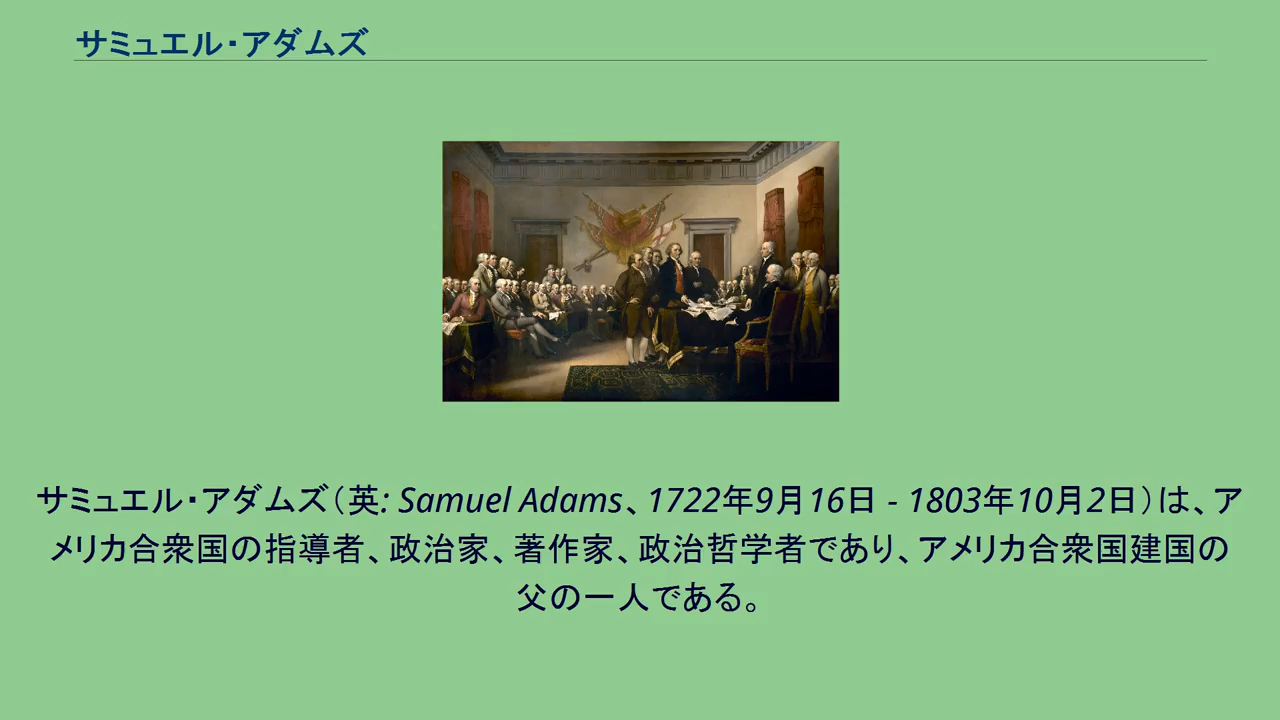 サミュエル・アダムズ
サミュエル・アダムズ（英: Samuel Adams、1722年9月16日 - 1803年10月2日）は、ア
メリカ合衆国の指導者、政治家、著作家、政治哲学者であり、アメリカ合衆国建国の
父の一人である。